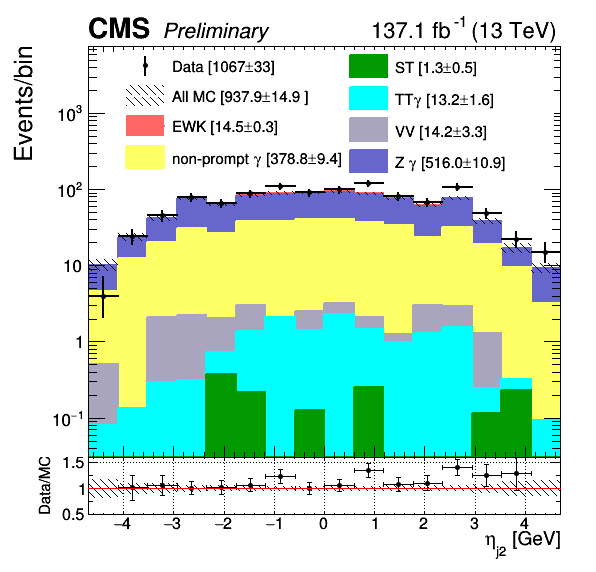 CMS Preliminary 137.1 fb⁻¹ (13 TeV)
Events/bin
Data [1067±33]
All MC [937.9±14.9 ]
EWK [14.5±0.3]
non-prompt γ [378.8±9.4]
ST [1.3±0.5]
TTγ [13.2±1.6]
VV [14.2±3.3]
Z γ [516.0±10.9]
10³
10²
10
1
10⁻¹
Data/MC
1.5
1
0.5
−4 −3 −2 −1 0 1 2 3 4
η_j2 [GeV]